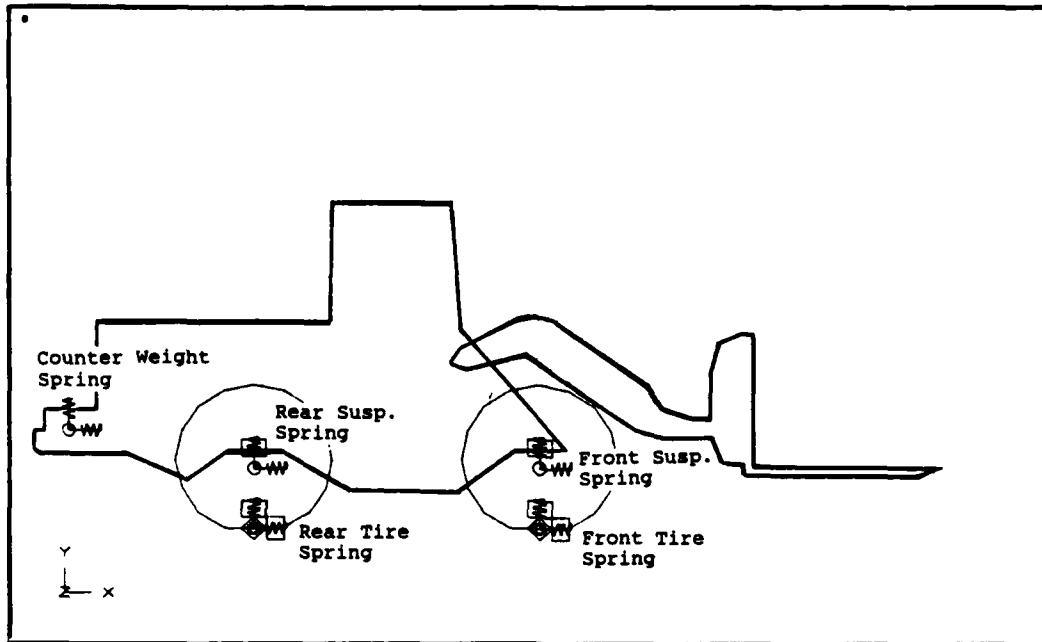 Counter Weight
Spring
Rear Susp.
Spring
Front Susp.
Spring
Rear Tire
Spring
Front Tire
Spring
Y
Z
X